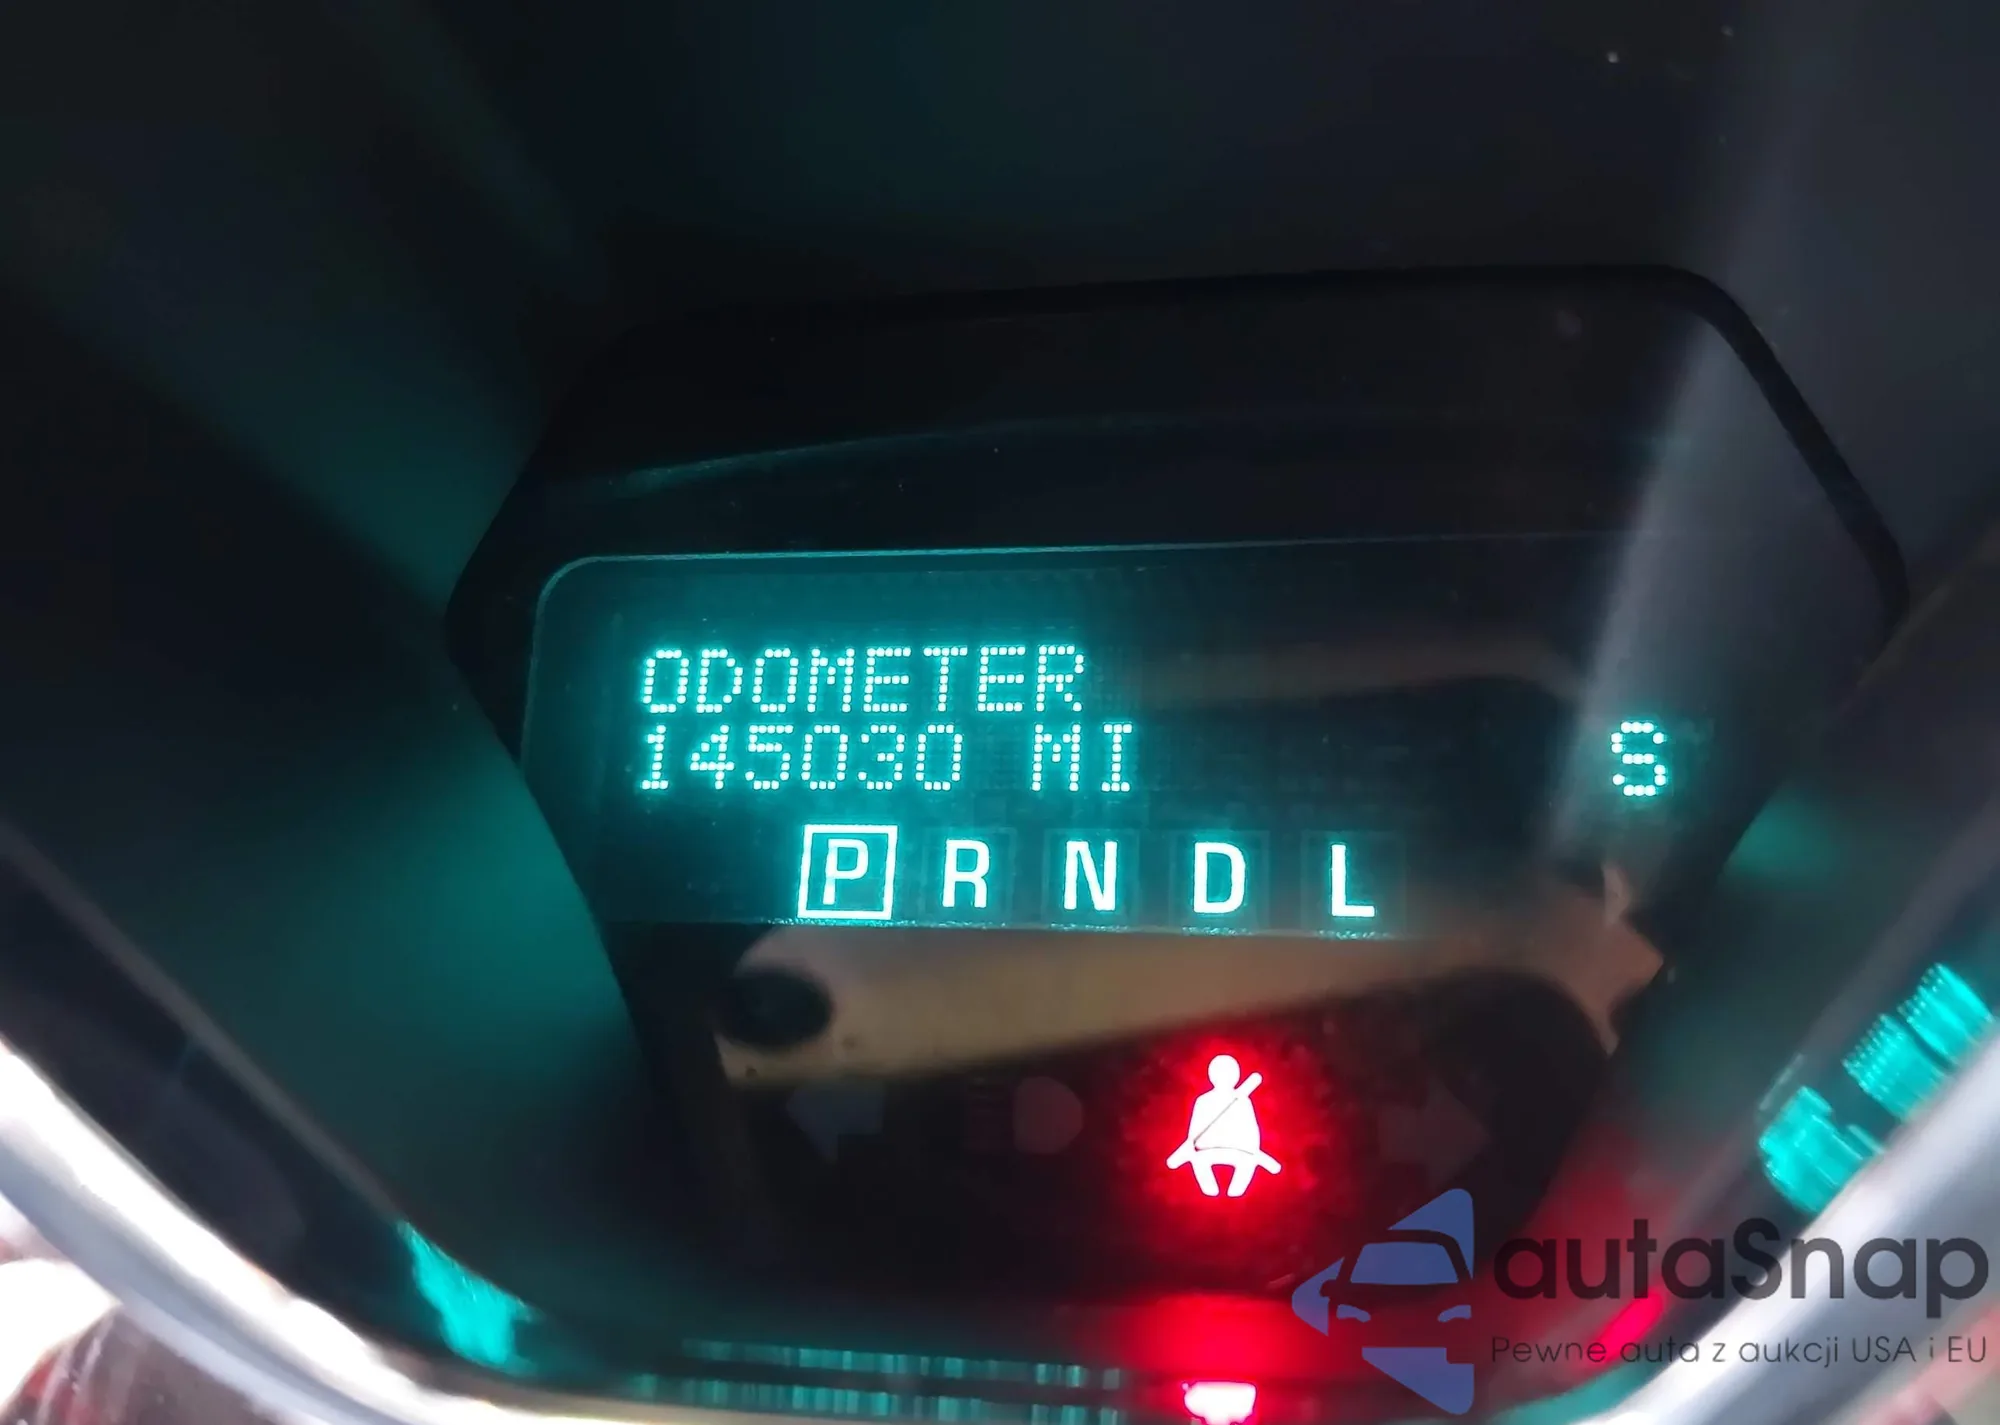 ODOMETER
145030 MI S
P R N D L
autaSnap
Pewne auta z aukcji USA i EU